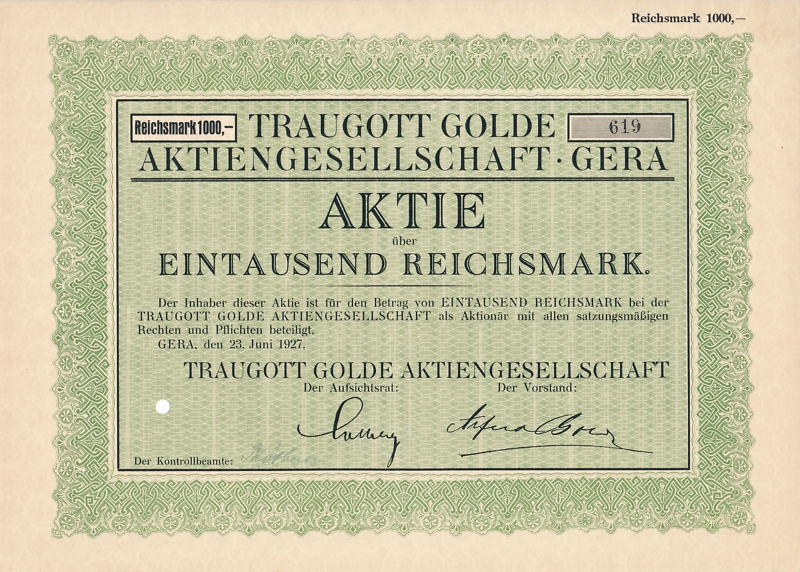 Reichsmark 1000,—
Reichsmark 1000,— TRAUGOTT GOLDE 619
AKTIENGESELLSCHAFT · GERA
AKTIE
über
EINTAUSEND REICHSMARK.
Der Inhaber dieser Aktie ist für den Betrag von EINTAUSEND REICHSMARK bei der
TRAUGOTT GOLDE AKTIENGESELLSCHAFT als Aktionär mit allen satzungsmäßigen
Rechten und Pflichten beteiligt.
GERA, den 23. Juni 1927.
TRAUGOTT GOLDE AKTIENGESELLSCHAFT
Der Aufsichtsrat: Der Vorstand:
Der Kontrollbeamte: